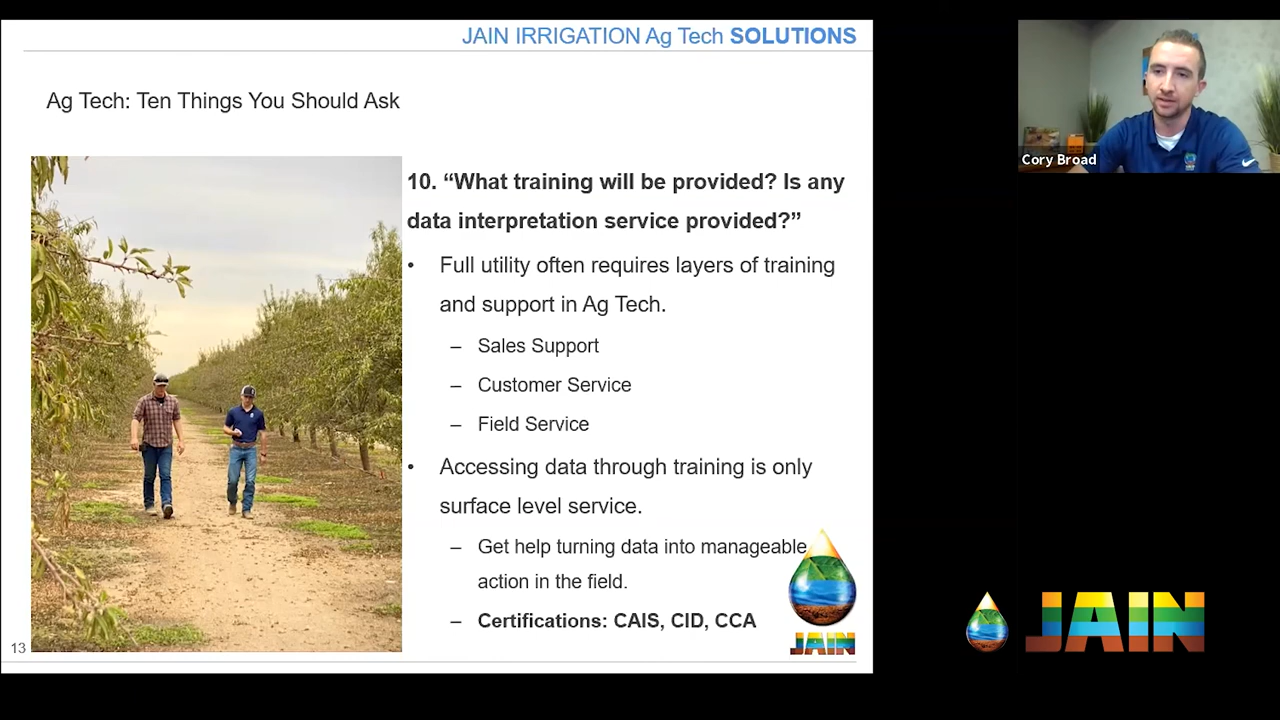 JAIN IRRIGATION Ag Tech SOLUTIONS
Ag Tech: Ten Things You Should Ask
10. “What training will be provided? Is any
data interpretation service provided?”
• Full utility often requires layers of training
and support in Ag Tech.
– Sales Support
– Customer Service
– Field Service
• Accessing data through training is only
surface level service.
– Get help turning data into manageable
action in the field.
– Certifications: CAIS, CID, CCA
JAIN
13
Cory Broad
JAIN